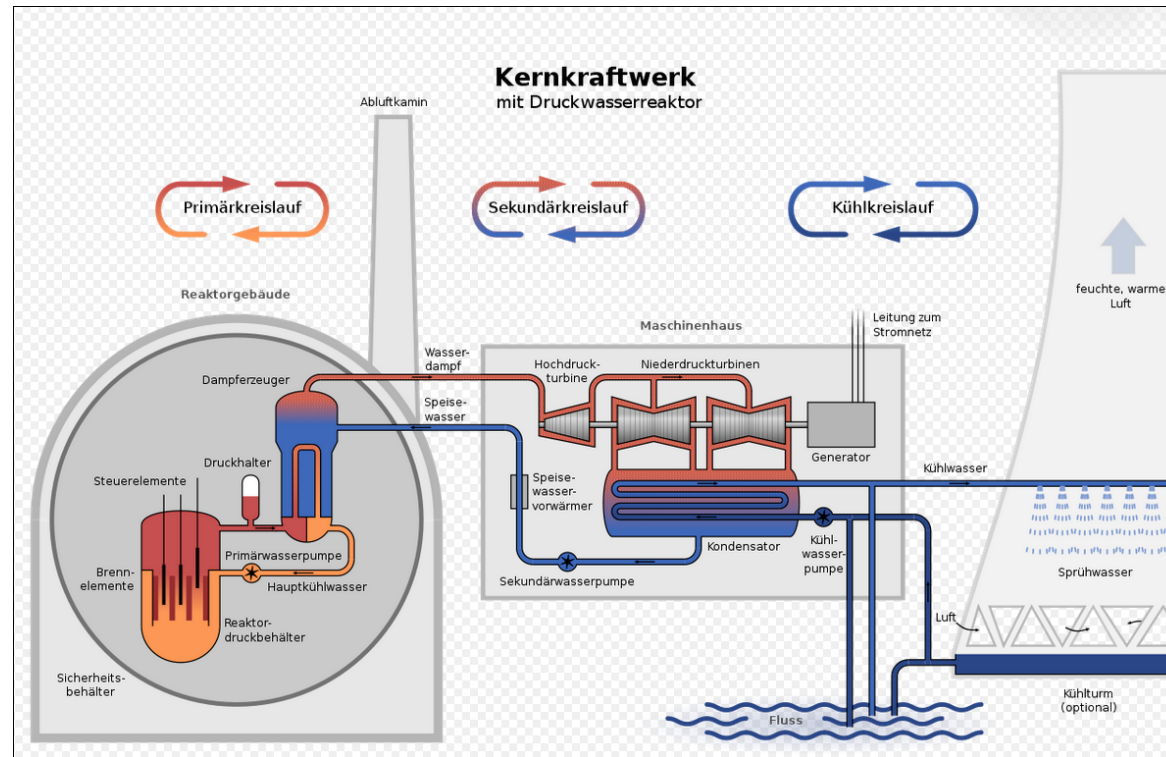 Kernkraftwerk
mit Druckwasserreaktor
Abluftkamin
Primärkreislauf
Sekundärkreislauf
Kühlkreislauf
feuchte, warme
Luft
Reaktorgebäude
Maschinenhaus
Leitung zum
Stromnetz
Wasser-
dampf
Hochdruck-
turbine
Niederdruckturbinen
Dampferzeuger
Speise-
wasser
Generator
Druckhalter
Steuerelemente
Speise-
wasser-
vorwärmer
Kühlwasser
Kondensator
Kühl-
wasser-
pumpe
Primärwasserpumpe
Brenn-
elemente
Hauptkühlwasser
Sekundärwasserpumpe
Sprühwasser
Reaktor-
druckbehälter
Luft
Sicherheits-
behälter
Kühlturm
(optional)
Fluss